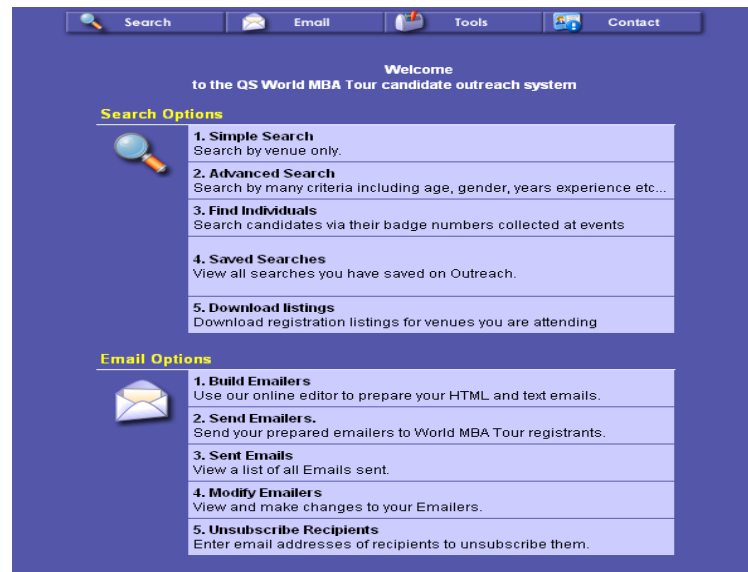 Search Email Tools Contact
Welcome
to the QS World MBA Tour candidate outreach system
Search Options
1. Simple Search
Search by venue only.
2. Advanced Search
Search by many criteria including age, gender, years experience etc...
3. Find Individuals
Search candidates via their badge numbers collected at events
4. Saved Searches
View all searches you have saved on Outreach.
5. Download listings
Download registration listings for venues you are attending
Email Options
1. Build Emailers
Use our online editor to prepare your HTML and text emails.
2. Send Emailers.
Send your prepared emailers to World MBA Tour registrants.
3. Sent Emails
View a list of all Emails sent.
4. Modify Emailers
View and make changes to your Emailers.
5. Unsubscribe Recipients
Enter email addresses of recipients to unsubscribe them.